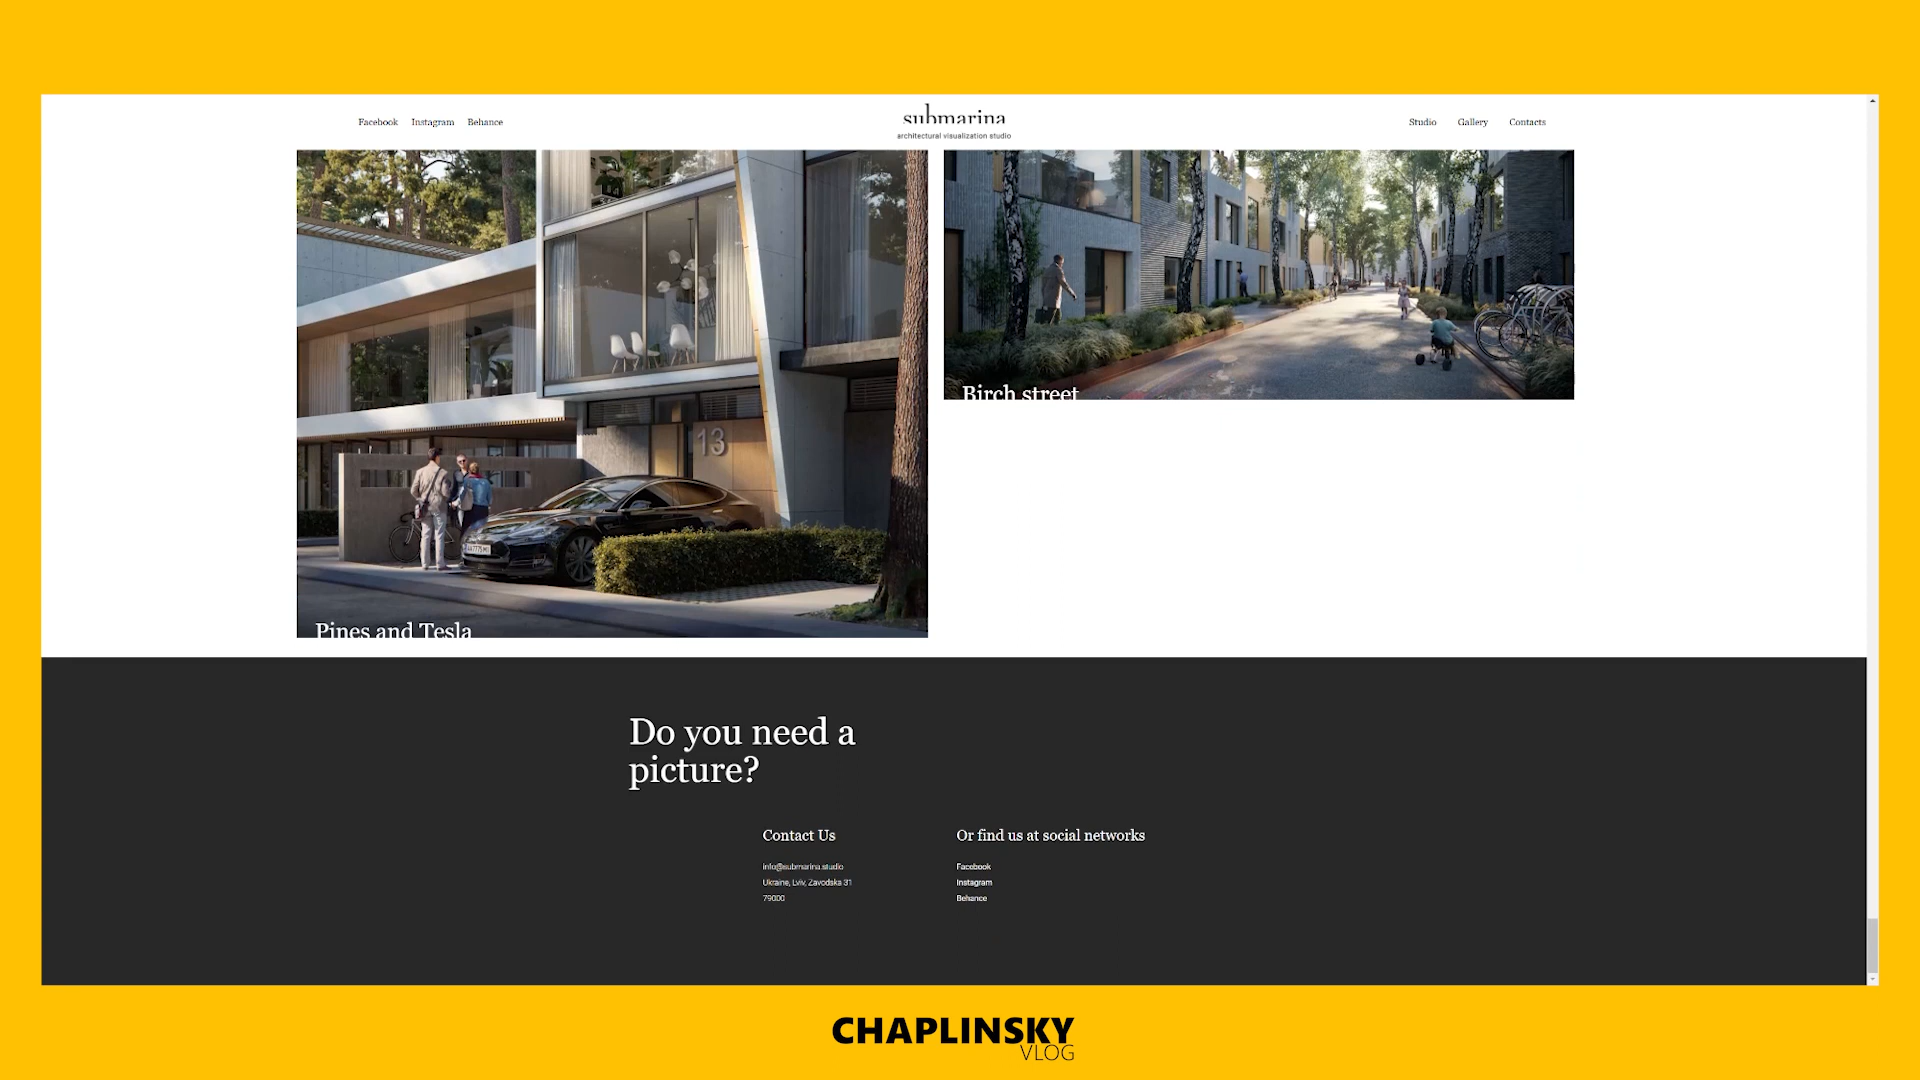 Facebook Instagram Behance
submarina
architectural visualization studio
Studio Gallery Contacts
13
Pines and Tesla
Birch street
Do you need a
picture?
Contact Us
info@submarina.studio
Ukraine, Lviv, Zavodska 31
79000
Or find us at social networks
Facebook
Instagram
Behance
CHAPLINSKY
VLOG